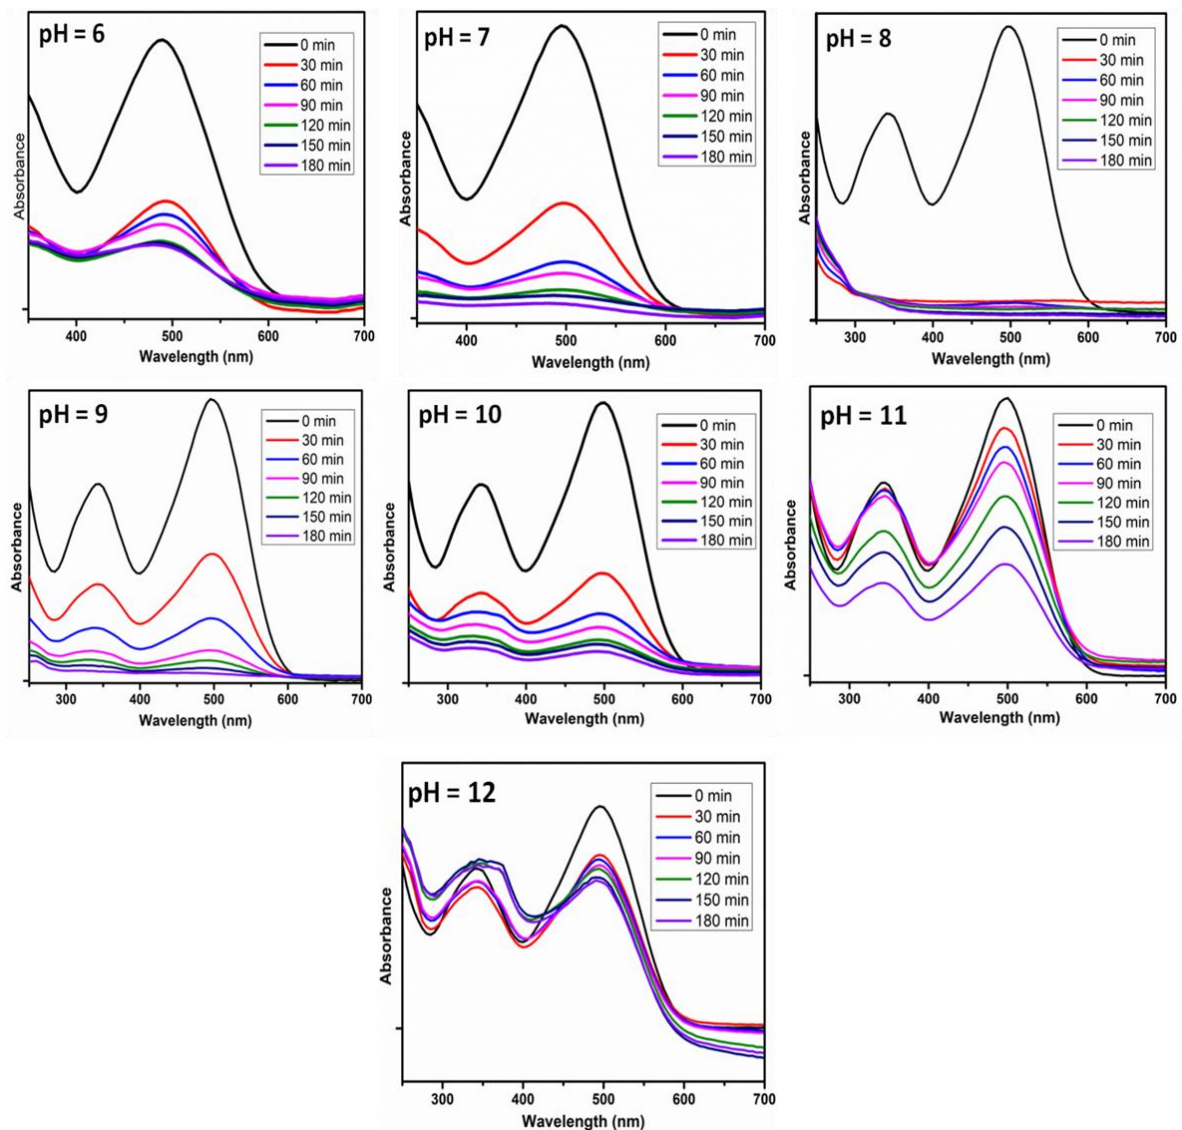 pH = 6
0 min
30 min
60 min
90 min
120 min
150 min
180 min
Absorbance
400
500
600
700
Wavelength (nm)
pH = 7
0 min
30 min
60 min
90 min
120 min
150 min
180 min
Absorbance
400
500
600
700
Wavelength (nm)
pH = 8
0 min
30 min
60 min
90 min
120 min
150 min
180 min
Absorbance
300
400
500
600
700
Wavelength (nm)
pH = 9
0 min
30 min
60 min
90 min
120 min
150 min
180 min
Absorbance
300
400
500
600
700
Wavelength (nm)
pH = 10
0 min
30 min
60 min
90 min
120 min
150 min
180 min
Absorbance
300
400
500
600
700
Wavelength (nm)
pH = 11
0 min
30 min
60 min
90 min
120 min
150 min
180 min
Absorbance
300
400
500
600
700
Wavelength (nm)
pH = 12
0 min
30 min
60 min
90 min
120 min
150 min
180 min
Absorbance
300
400
500
600
700
Wavelength (nm)